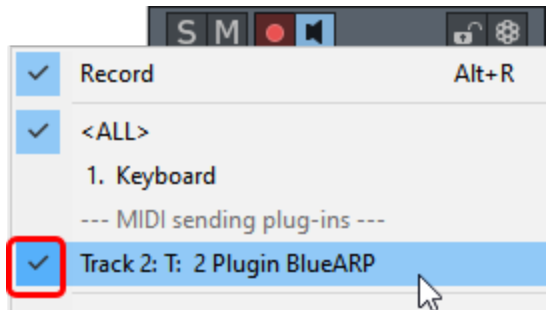 S M
Record Alt+R
<ALL>
1. Keyboard
--- MIDI sending plug-ins ---
Track 2: T: 2 Plugin BlueARP